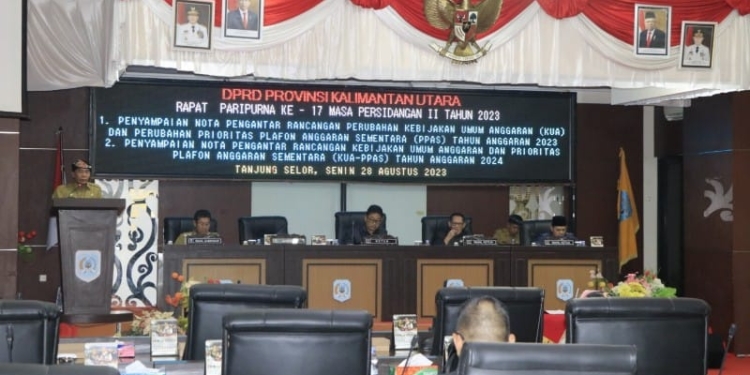 DPRD PROVINSI KALIMANTAN UTARA
RAPAT PARIPURNA KE - 17 MASA PERSIDANGAN II TAHUN 2023
1. PENYAMPAIAN NOTA PENGANTAR RANCANGAN PERUBAHAN KEBIJAKAN UMUM ANGGARAN (KUA)
DAN PERUBAHAN PRIORITAS PLAFON ANGGARAN SEMENTARA (PPAS) TAHUN ANGGARAN 2023
2. PENYAMPAIAN NOTA PENGANTAR RANCANGAN KEBIJAKAN UMUM ANGGARAN DAN PRIORITAS
PLAFON ANGGARAN SEMENTARA (KUA-PPAS) TAHUN ANGGARAN 2024
TANJUNG SELOR, SENIN 28 AGUSTUS 2023
KETUA